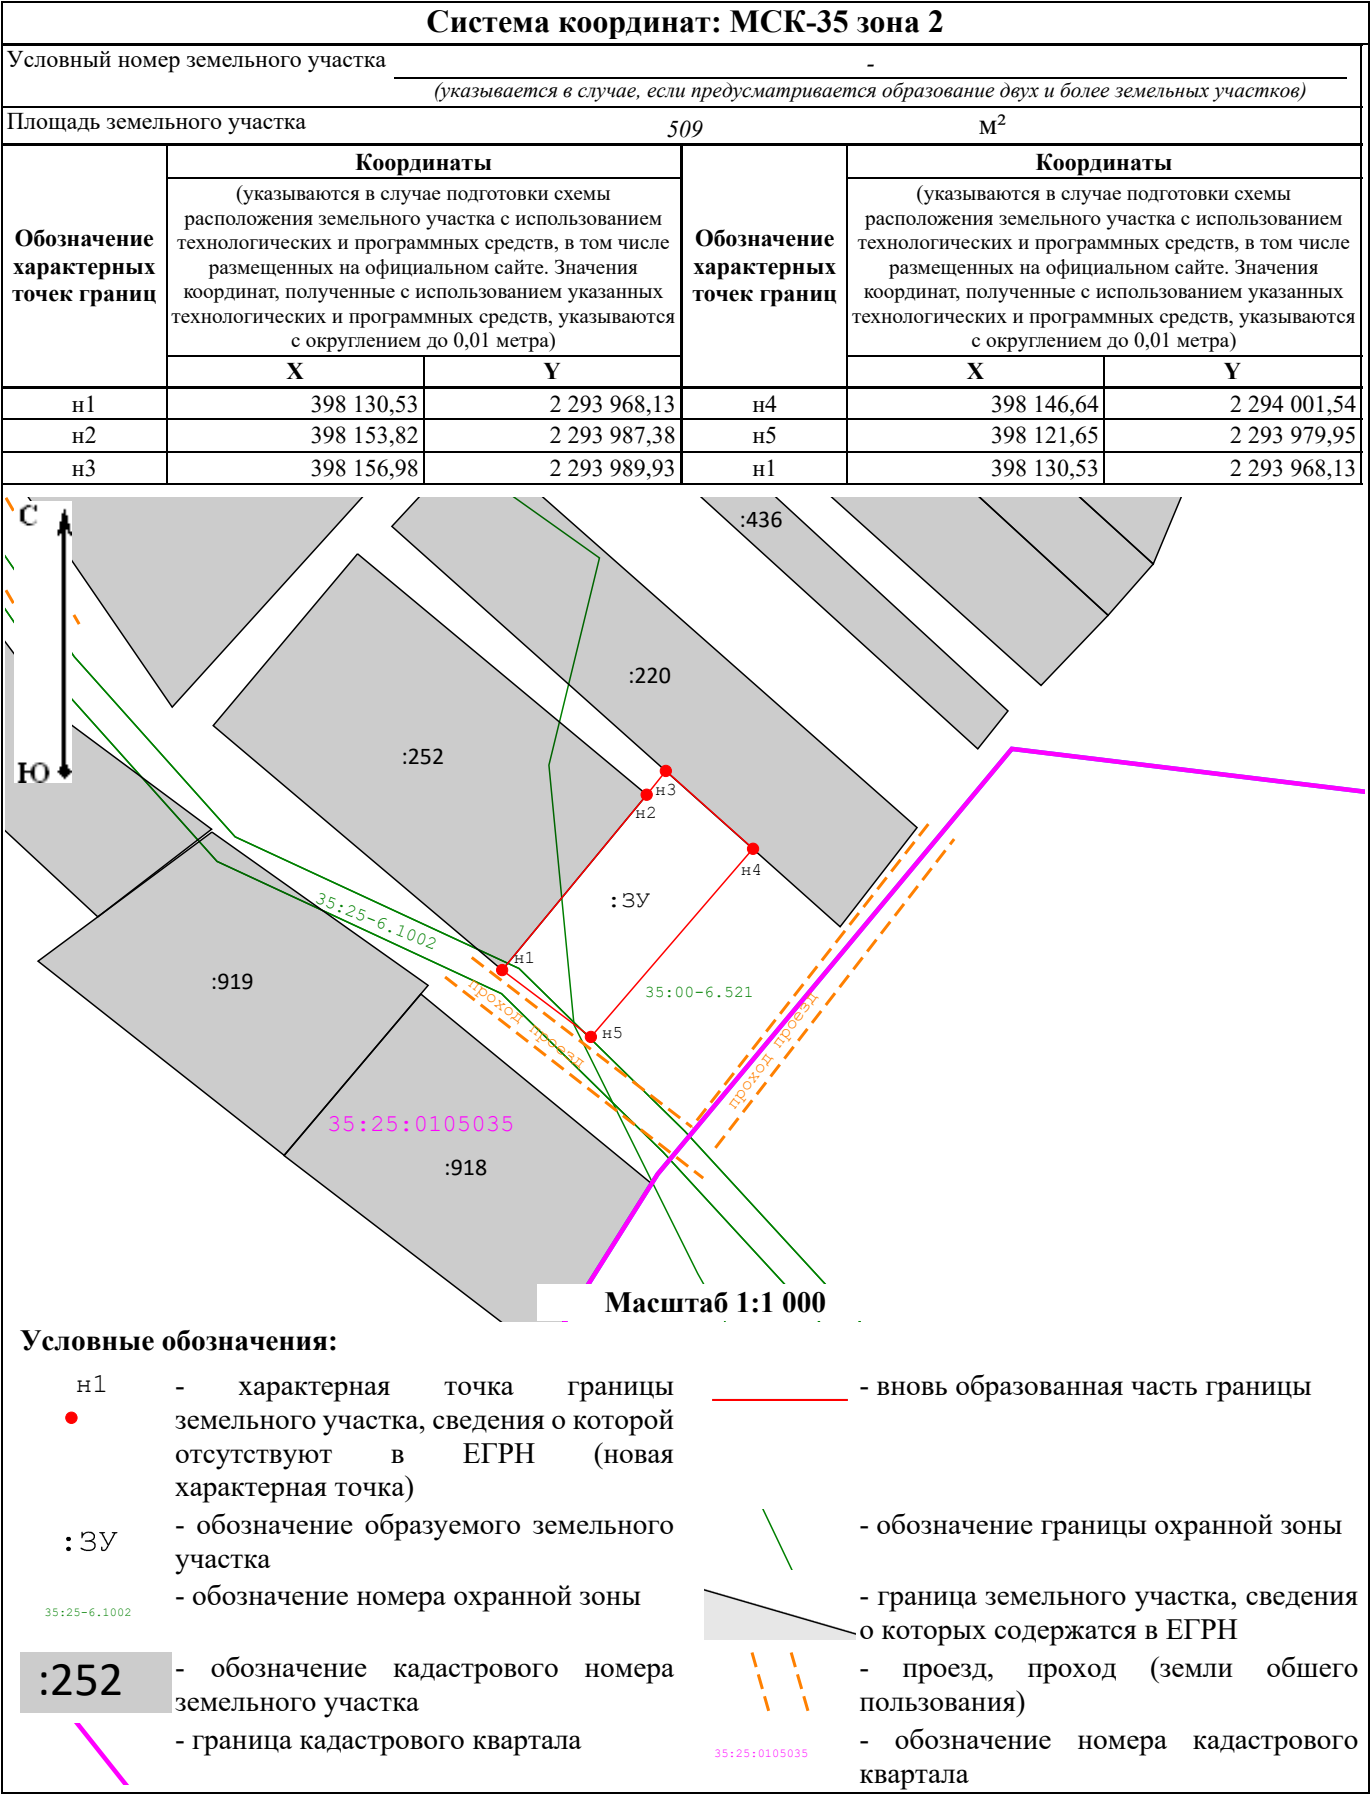 Система координат: МСК-35 зона 2
Условный номер земельного участка -
(указывается в случае, если предусматривается образование двух и более земельных участков)
Площадь земельного участка 509 м²
Обозначение
характерных
точек границ
Координаты
(указываются в случае подготовки схемы
расположения земельного участка с использованием
технологических и программных средств, в том числе
размещенных на официальном сайте. Значения
координат, полученные с использованием указанных
технологических и программных средств, указываются
с округлением до 0,01 метра)
X Y
Обозначение
характерных
точек границ
Координаты
(указываются в случае подготовки схемы
расположения земельного участка с использованием
технологических и программных средств, в том числе
размещенных на официальном сайте. Значения
координат, полученные с использованием указанных
технологических и программных средств, указываются
с округлением до 0,01 метра)
X Y
н1 398 130,53 2 293 968,13 н4 398 146,64 2 294 001,54
н2 398 153,82 2 293 987,38 н5 398 121,65 2 293 979,95
н3 398 156,98 2 293 989,93 н1 398 130,53 2 293 968,13
С
:436
:220
:252
Ю
н3
н2
н4
:ЗУ
35:25-6.1002
н1
:919
35:00-6.521
проход проезд
н5
проход проезд
35:25:0105035
:918
Масштаб 1:1 000
Условные обозначения:
н1
- характерная точка границы
земельного участка, сведения о которой
отсутствуют в ЕГРН (новая
характерная точка)
- вновь образованная часть границы
:ЗУ
- обозначение образуемого земельного
участка
- обозначение границы охранной зоны
35:25-6.1002
- обозначение номера охранной зоны
- граница земельного участка, сведения
о которых содержатся в ЕГРН
:252
- обозначение кадастрового номера
земельного участка
- проезд, проход (земли обшего
пользования)
- граница кадастрового квартала
35:25:0105035
- обозначение номера кадастрового
квартала